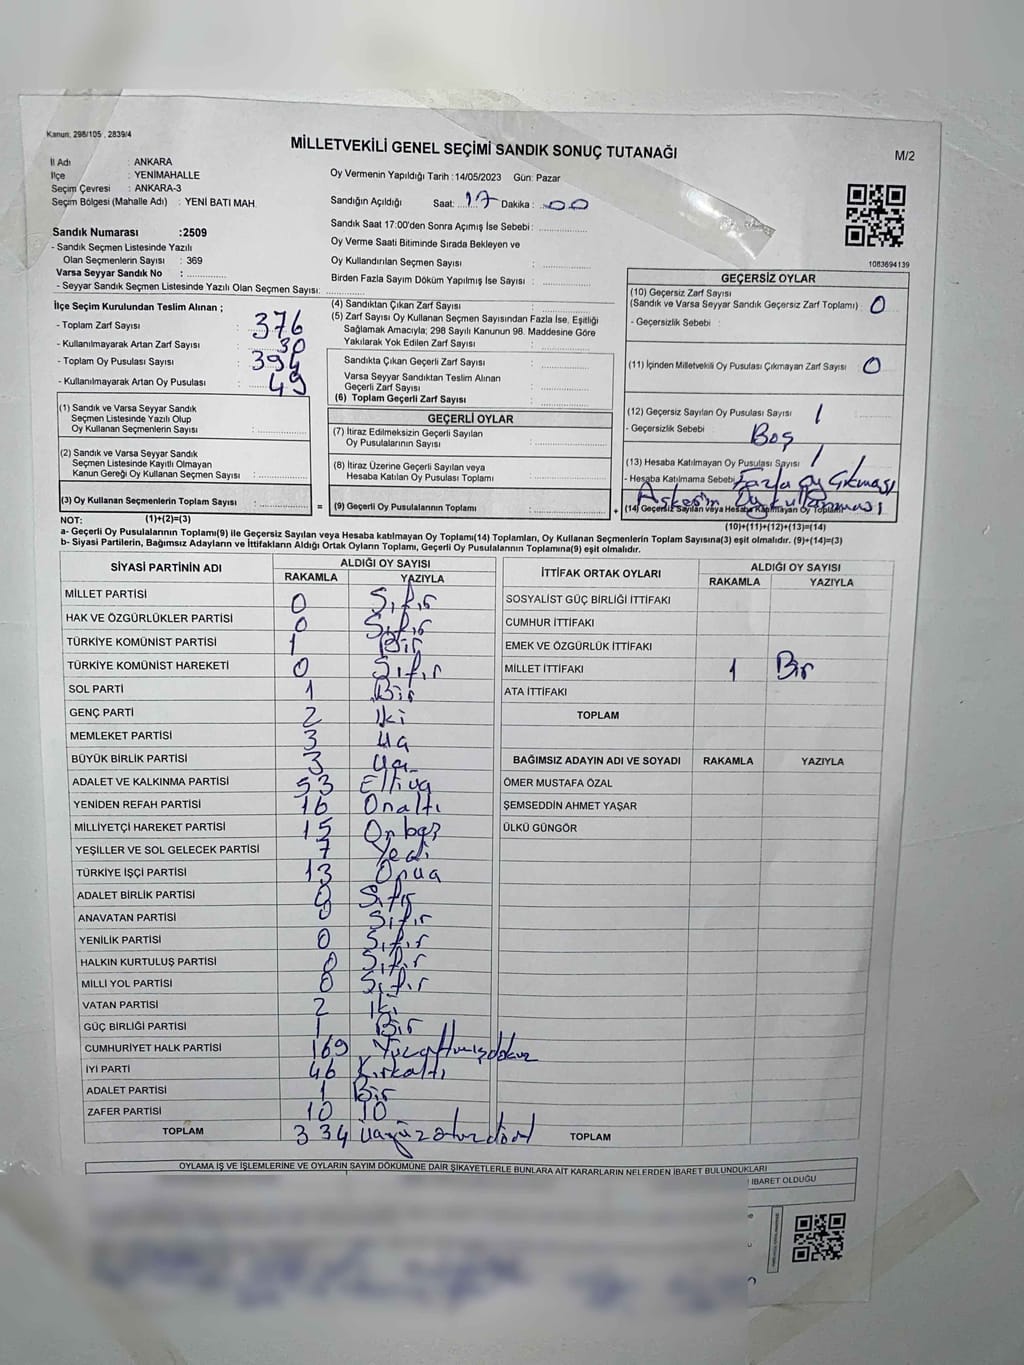 Kanun: 298/105 , 2839/4
MİLLETVEKİLİ GENEL SEÇİMİ SANDIK SONUÇ TUTANAĞI
M/2
İl Adı : ANKARA
İlçe : YENİMAHALLE
Seçim Çevresi : ANKARA-3
Seçim Bölgesi (Mahalle Adı) : YENİ BATI MAH.
Oy Vermenin Yapıldığı Tarih : 14/05/2023 Gün: Pazar
Sandığın Açıldığı Saat: 17 Dakika : 00
Sandık Saat 17:00'den Sonra Açımış İse Sebebi :
Oy Verme Saati Bitiminde Sırada Bekleyen ve
Oy Kullandırılan Seçmen Sayısı :
Birden Fazla Sayım Döküm Yapılmış İse Sayısı :
1083694139
Sandık Numarası :2509
- Sandık Seçmen Listesinde Yazılı
Olan Seçmenlerin Sayısı : 369
Varsa Seyyar Sandık No :
- Seyyar Sandık Seçmen Listesinde Yazılı Olan Seçmen Sayısı:
İlçe Seçim Kurulundan Teslim Alınan ;
- Toplam Zarf Sayısı : 376
- Kullanılmayarak Artan Zarf Sayısı : 30
- Toplam Oy Pusulası Sayısı : 394
- Kullanılmayarak Artan Oy Pusulası : 49
(1) Sandık ve Varsa Seyyar Sandık
Seçmen Listesinde Yazılı Olup
Oy Kullanan Seçmenlerin Sayısı :
(2) Sandık ve Varsa Seyyar Sandık
Seçmen Listesinde Kayıtlı Olmayan
Kanun Gereği Oy Kullanan Seçmen Sayısı :
(3) Oy Kullanan Seçmenlerin Toplam Sayısı :
(4) Sandıktan Çıkan Zarf Sayısı :
(5) Zarf Sayısı Oy Kullanan Seçmen Sayısından Fazla İse, Eşitliği
Sağlamak Amacıyla; 298 Sayılı Kanunun 98. Maddesine Göre
Yakılarak Yok Edilen Zarf Sayısı :
Sandıkta Çıkan Geçerli Zarf Sayısı :
Varsa Seyyar Sandıktan Teslim Alınan
Geçerli Zarf Sayısı :
(6) Toplam Geçerli Zarf Sayısı :
GEÇERLİ OYLAR
(7) İtiraz Edilmeksizin Geçerli Sayılan
Oy Pusulalarının Sayısı :
(8) İtiraz Üzerine Geçerli Sayılan veya
Hesaba Katılan Oy Pusulası Toplamı :
= (9) Geçerli Oy Pusulalarının Toplamı : +
GEÇERSİZ OYLAR
(10) Geçersiz Zarf Sayısı
(Sandık ve Varsa Seyyar Sandık Geçersiz Zarf Toplamı) : 0
- Geçersizlik Sebebi :
(11) İçinden Milletvekili Oy Pusulası Çıkmayan Zarf Sayısı : 0
(12) Geçersiz Sayılan Oy Pusulası Sayısı : 1
- Geçersizlik Sebebi : Boş
(13) Hesaba Katılmayan Oy Pusulası Sayısı : 1
- Hesaba Katılmama Sebebi : Fazla oy Çıkması
Askerin Oy kullanması
(14) Geçersiz Sayılan veya Hesaba Katılmayan Oy Toplamı
NOT: (1)+(2)=(3)
(10)+(11)+(12)+(13)=(14)
a- Geçerli Oy Pusulalarının Toplamı(9) ile Geçersiz Sayılan veya Hesaba katılmayan Oy Toplamı(14) Toplamları, Oy Kullanan Seçmenlerin Toplam Sayısına(3) eşit olmalıdır. (9)+(14)=(3)
b- Siyasi Partilerin, Bağımsız Adayların ve İttifakların Aldığı Ortak Oyların Toplamı, Geçerli Oy Pusulalarının Toplamına(9) eşit olmalıdır.
SİYASİ PARTİNİN ADI ALDIĞI OY SAYISI
RAKAMLA YAZIYLA
MİLLET PARTİSİ 0 Sıfır
HAK VE ÖZGÜRLÜKLER PARTİSİ 0 Sıfır
TÜRKİYE KOMÜNİST PARTİSİ 1 Bir
TÜRKİYE KOMÜNİST HAREKETİ 0 Sıfır
SOL PARTİ 1 Bir
GENÇ PARTİ 2 İki
MEMLEKET PARTİSİ 3 Üç
BÜYÜK BİRLİK PARTİSİ 3 Üç
ADALET VE KALKINMA PARTİSİ 53 Elliüç
YENİDEN REFAH PARTİSİ 16 Onaltı
MİLLİYETÇİ HAREKET PARTİSİ 15 Onbeş
YEŞİLLER VE SOL GELECEK PARTİSİ 7 Yedi
TÜRKİYE İŞÇİ PARTİSİ 13 Onüç
ADALET BİRLİK PARTİSİ 0 Sıfır
ANAVATAN PARTİSİ 0 Sıfır
YENİLİK PARTİSİ 0 Sıfır
HALKIN KURTULUŞ PARTİSİ 0 Sıfır
MİLLİ YOL PARTİSİ 0 Sıfır
VATAN PARTİSİ 2 İki
GÜÇ BİRLİĞİ PARTİSİ 1 Bir
CUMHURİYET HALK PARTİSİ 169 Yüzaltmışdokuz
İYİ PARTİ 46 Kırkaltı
ADALET PARTİSİ 1 Bir
ZAFER PARTİSİ 10 10
TOPLAM 334 üçyüzotuzdört
İTTİFAK ORTAK OYLARI ALDIĞI OY SAYISI
RAKAMLA YAZIYLA
SOSYALİST GÜÇ BİRLİĞİ İTTİFAKI
CUMHUR İTTİFAKI
EMEK VE ÖZGÜRLÜK İTTİFAKI
MİLLET İTTİFAKI 1 Bir
ATA İTTİFAKI
TOPLAM
BAĞIMSIZ ADAYIN ADI VE SOYADI RAKAMLA YAZIYLA
ÖMER MUSTAFA ÖZAL
ŞEMSEDDİN AHMET YAŞAR
ÜLKÜ GÜNGÖR
TOPLAM
OYLAMA İŞ VE İŞLEMLERİNE VE OYLARIN SAYIM DÖKÜMÜNE DAİR ŞİKAYETLERLE BUNLARA AİT KARARLARIN NELERDEN İBARET BULUNDUKLARI
İBARET OLDUĞU